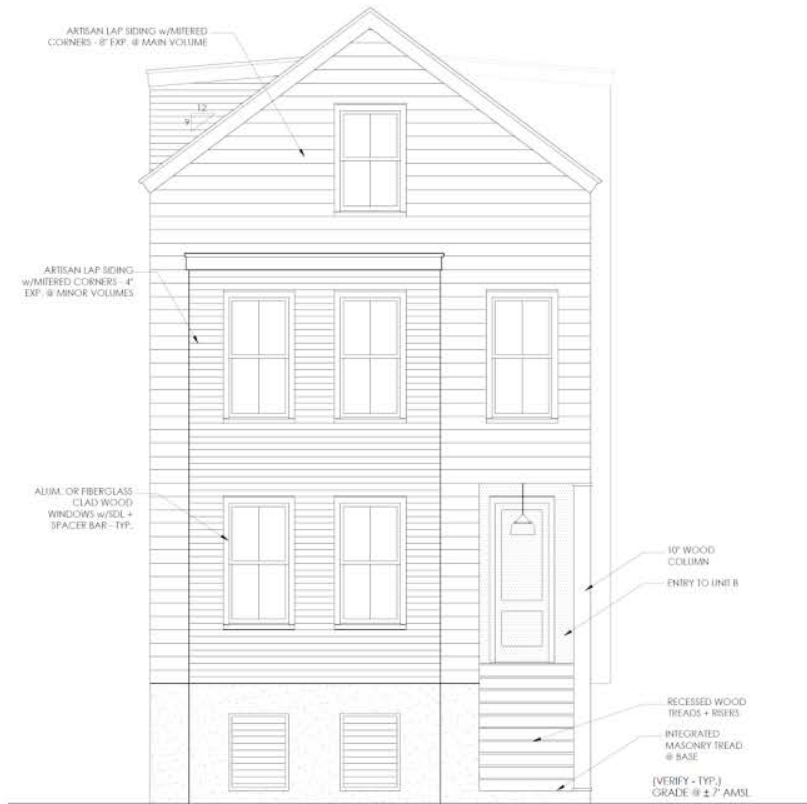 ARTISAN LAP SIDING w/MITERED
CORNERS - 8" EXP. @ MAIN VOLUME
12
9
ARTISAN LAP SIDING
w/MITERED CORNERS - 4"
EXP. @ MINOR VOLUMES
ALUM. OR FIBERGLASS
CLAD WOOD
WINDOWS w/SDL +
SPACER BAR - TYP.
10" WOOD
COLUMN
ENTRY TO UNIT B
RECESSED WOOD
TREADS + RISERS
INTEGRATED
MASONRY TREAD
@ BASE
(VERIFY - TYP.)
GRADE @ ± 7' AMSL